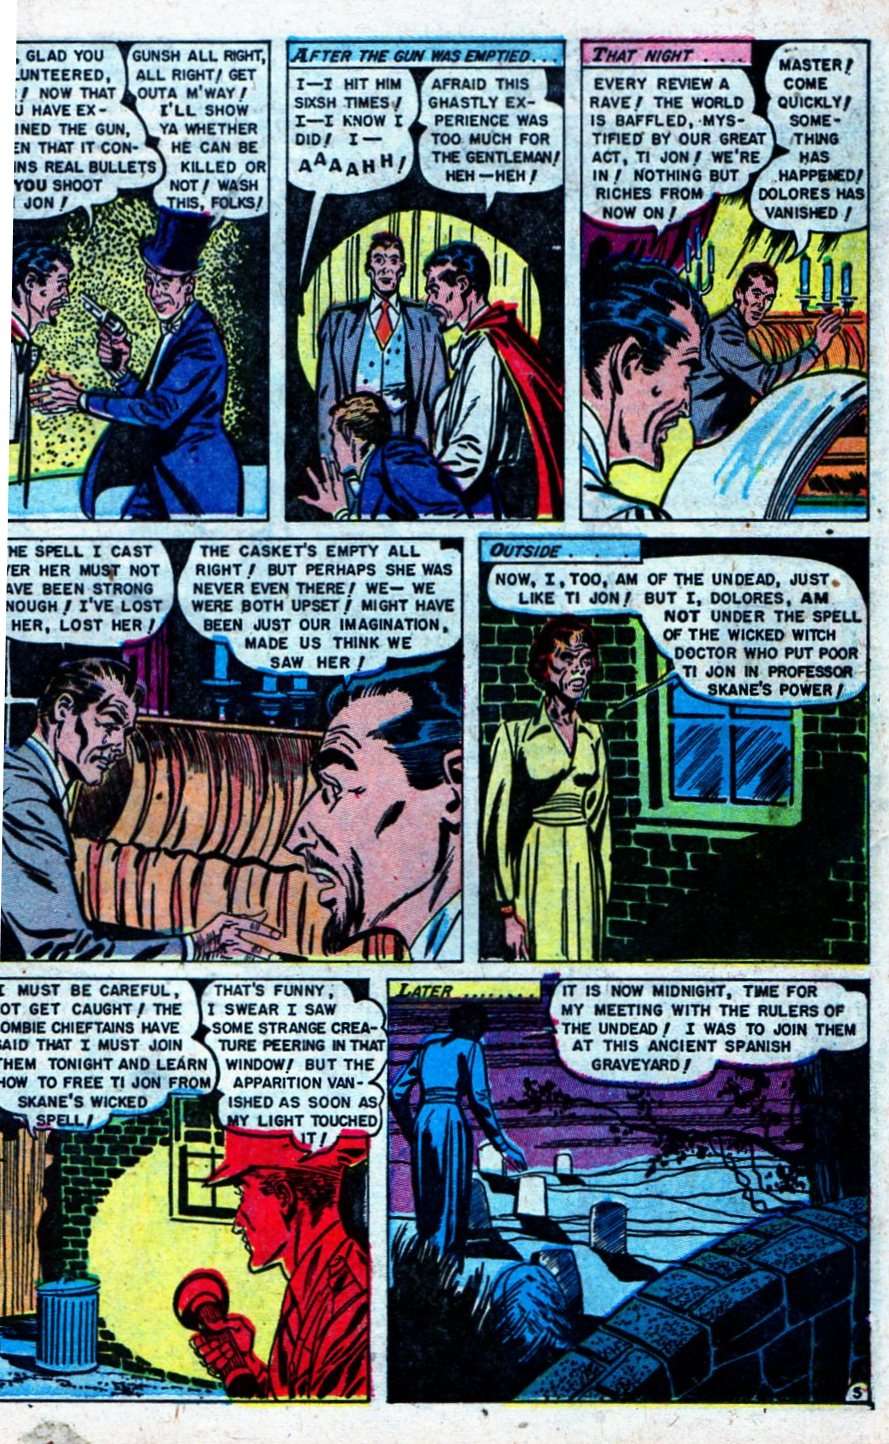 , GLAD YOU
LUNTEERED,
! NOW THAT
U HAVE EX-
INED THE GUN,
EN THAT IT CON-
INS REAL BULLETS
YOU SHOOT
JON!
GUNSH ALL RIGHT,
ALL RIGHT! GET
OUTA M'WAY!
I'LL SHOW
YA WHETHER
HE CAN BE
KILLED OR
NOT! WASH
THIS, FOLKS!
AFTER THE GUN WAS EMPTIED...
I—I HIT HIM
SIXSH TIMES!
I—I KNOW I
DID! I—
AAAAHH!
AFRAID THIS
GHASTLY EX-
PERIENCE WAS
TOO MUCH FOR
THE GENTLEMAN!
HEH—HEH!
THAT NIGHT ....
EVERY REVIEW A
RAVE! THE WORLD
IS BAFFLED, MYS-
TIFIED BY OUR GREAT
ACT, TI JON! WE'RE
IN! NOTHING BUT
RICHES FROM
NOW ON!
MASTER!
COME
QUICKLY!
SOME-
THING
HAS
HAPPENED!
DOLORES HAS
VANISHED!
HE SPELL I CAST
VER HER MUST NOT
AVE BEEN STRONG
NOUGH! I'VE LOST
HER, LOST HER!
THE CASKET'S EMPTY ALL
RIGHT! BUT PERHAPS SHE WAS
NEVER EVEN THERE! WE— WE
WERE BOTH UPSET! MIGHT HAVE
BEEN JUST OUR IMAGINATION,
MADE US THINK WE
SAW HER!
OUTSIDE . . . .
NOW, I, TOO, AM OF THE UNDEAD, JUST
LIKE TI JON! BUT I, DOLORES, AM
NOT UNDER THE SPELL
OF THE WICKED WITCH
DOCTOR WHO PUT POOR
TI JON IN PROFESSOR
SKANE'S POWER!
I MUST BE CAREFUL,
OT GET CAUGHT! THE
OMBIE CHIEFTAINS HAVE
SAID THAT I MUST JOIN
THEM TONIGHT AND LEARN
HOW TO FREE TI JON FROM
SKANE'S WICKED
SPELL!
THAT'S FUNNY,
I SWEAR I SAW
SOME STRANGE CREA-
TURE PEERING IN THAT
WINDOW! BUT THE
APPARITION VAN-
ISHED AS SOON AS
MY LIGHT TOUCHED
IT!
LATER ........
IT IS NOW MIDNIGHT, TIME FOR
MY MEETING WITH THE RULERS OF
THE UNDEAD! I WAS TO JOIN THEM
AT THIS ANCIENT SPANISH
GRAVEYARD!
5